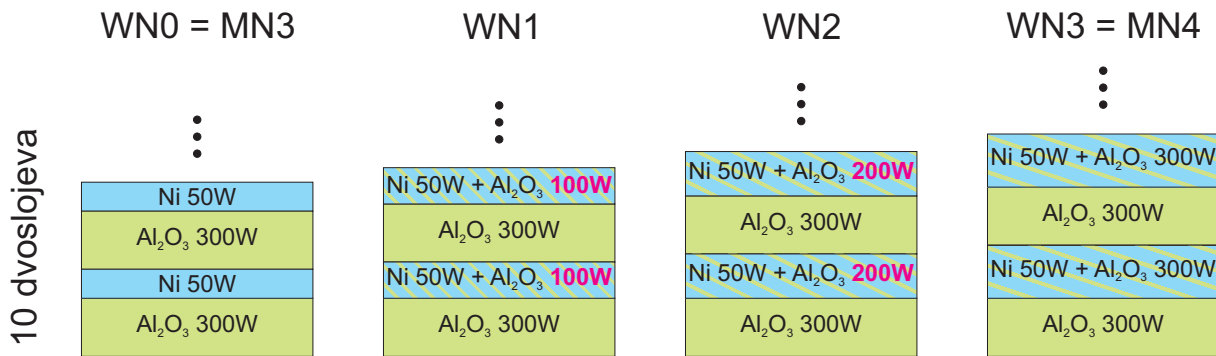 WN0 = MN3
WN1
WN2
WN3 = MN4
10 dvoslojeva
Ni 50W
Al₂O₃ 300W
Ni 50W
Al₂O₃ 300W
Ni 50W + Al₂O₃ 100W
Al₂O₃ 300W
Ni 50W + Al₂O₃ 100W
Al₂O₃ 300W
Ni 50W + Al₂O₃ 200W
Al₂O₃ 300W
Ni 50W + Al₂O₃ 200W
Al₂O₃ 300W
Ni 50W + Al₂O₃ 300W
Al₂O₃ 300W
Ni 50W + Al₂O₃ 300W
Al₂O₃ 300W